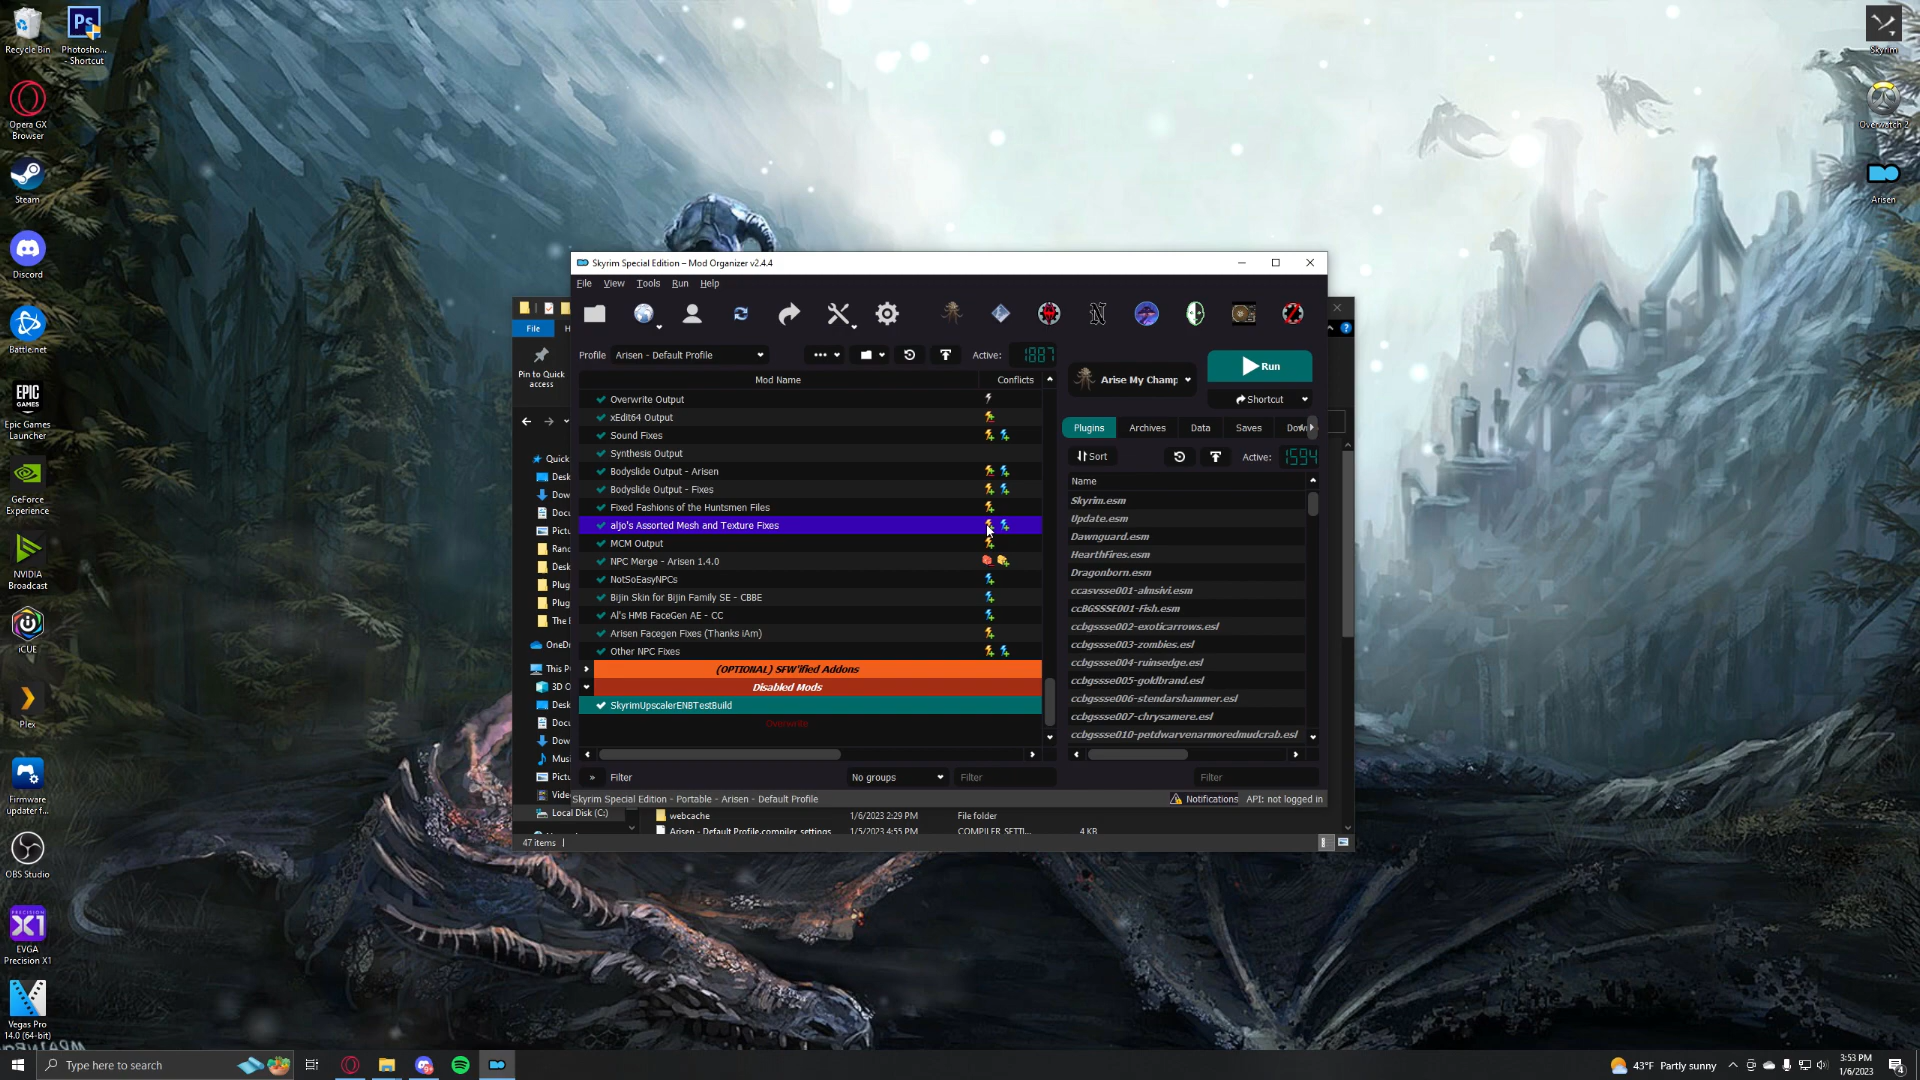 Recycle Bin
Photosho...
- Shortcut
Opera GX
Browser
Steam
Discord
Battle.net
EPIC
GAMES
Epic Games
Launcher
GeForce
Experience
NVIDIA
Broadcast
iCUE
Plex
Firmware
updater f...
OBS Studio
PRECISION
X1
EVGA
Precision X1
Vegas Pro
14.0 (64-bit)
Skyrim
Overwatch 2
Arisen
Skyrim Special Edition – Mod Organizer v2.4.4
File View Tools Run Help
Profile Arisen - Default Profile Active: 1887
Mod Name Conflicts
Overwrite Output
xEdit64 Output
Sound Fixes
Synthesis Output
Bodyslide Output - Arisen
Bodyslide Output - Fixes
Fixed Fashions of the Huntsmen Files
aljo's Assorted Mesh and Texture Fixes
MCM Output
NPC Merge - Arisen 1.4.0
NotSoEasyNPCs
Bijin Skin for Bijin Family SE - CBBE
Al's HMB FaceGen AE - CC
Arisen Facegen Fixes (Thanks iAm)
Other NPC Fixes
(OPTIONAL) SFW'ified Addons
Disabled Mods
SkyrimUpscalerENBTestBuild
Overwrite
» Filter No groups Filter
Arise My Champ
Run
Shortcut
Plugins Archives Data Saves
Sort Active: 1594
Name
Skyrim.esm
Update.esm
Dawnguard.esm
HearthFires.esm
Dragonborn.esm
ccasvsse001-almsivi.esm
ccBGSSSE001-Fish.esm
ccbgssse002-exoticarrows.esl
ccbgssse003-zombies.esl
ccbgssse004-ruinsedge.esl
ccbgssse005-goldbrand.esl
ccbgssse006-stendarshammer.esl
ccbgssse007-chrysamere.esl
ccbgssse010-petdwarvenarmoredmudcrab.esl
Filter
Skyrim Special Edition - Portable - Arisen - Default Profile Notifications API: not logged in
File
Pin to Quick
access
Quick
Desk
Dow
Docu
Pictu
Rand
Desk
Plug
Plug
The E
OneD
This P
3D O
Desk
Docu
Dow
Musi
Pictu
Vide
Local Disk (C:)
webcache 1/6/2023 2:29 PM File folder
Arisen - Default Profile.compiler_settings 1/5/2023 4:55 PM COMPILER_SETTI... 4 KB
47 items
Type here to search
43°F Partly sunny
3:53 PM
1/6/2023
4